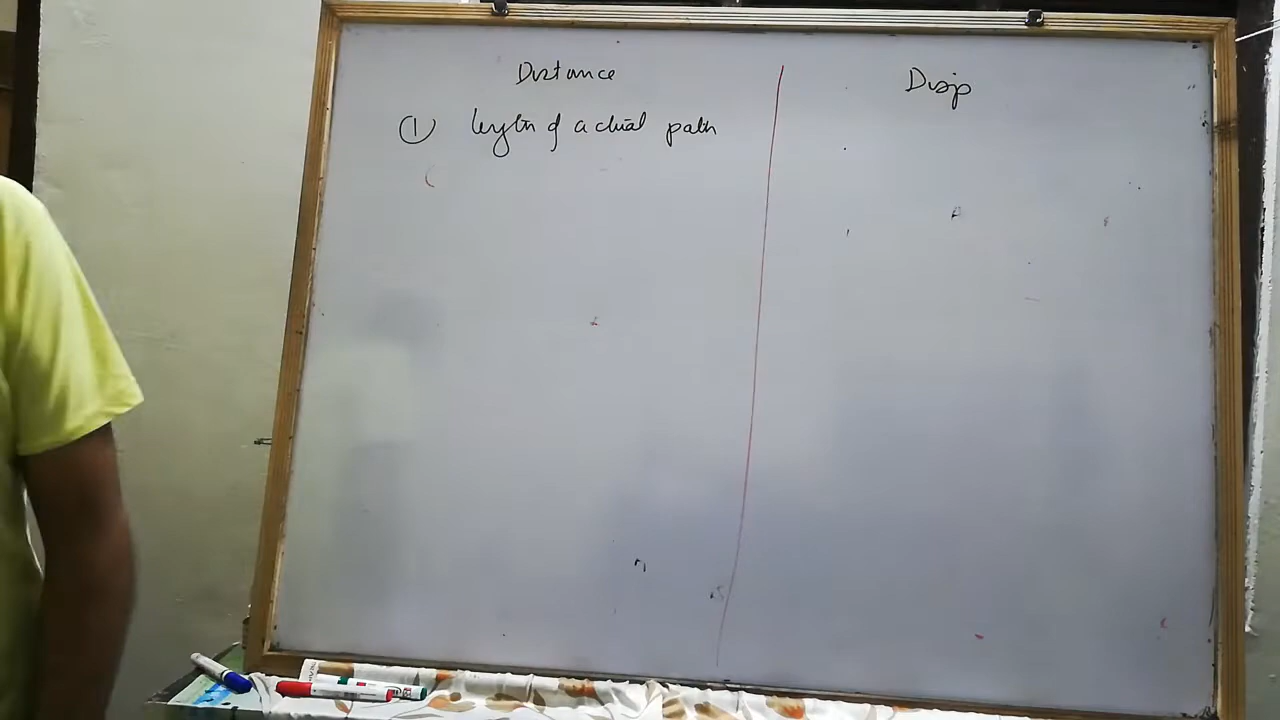 Distance
Disp
① length of actual path